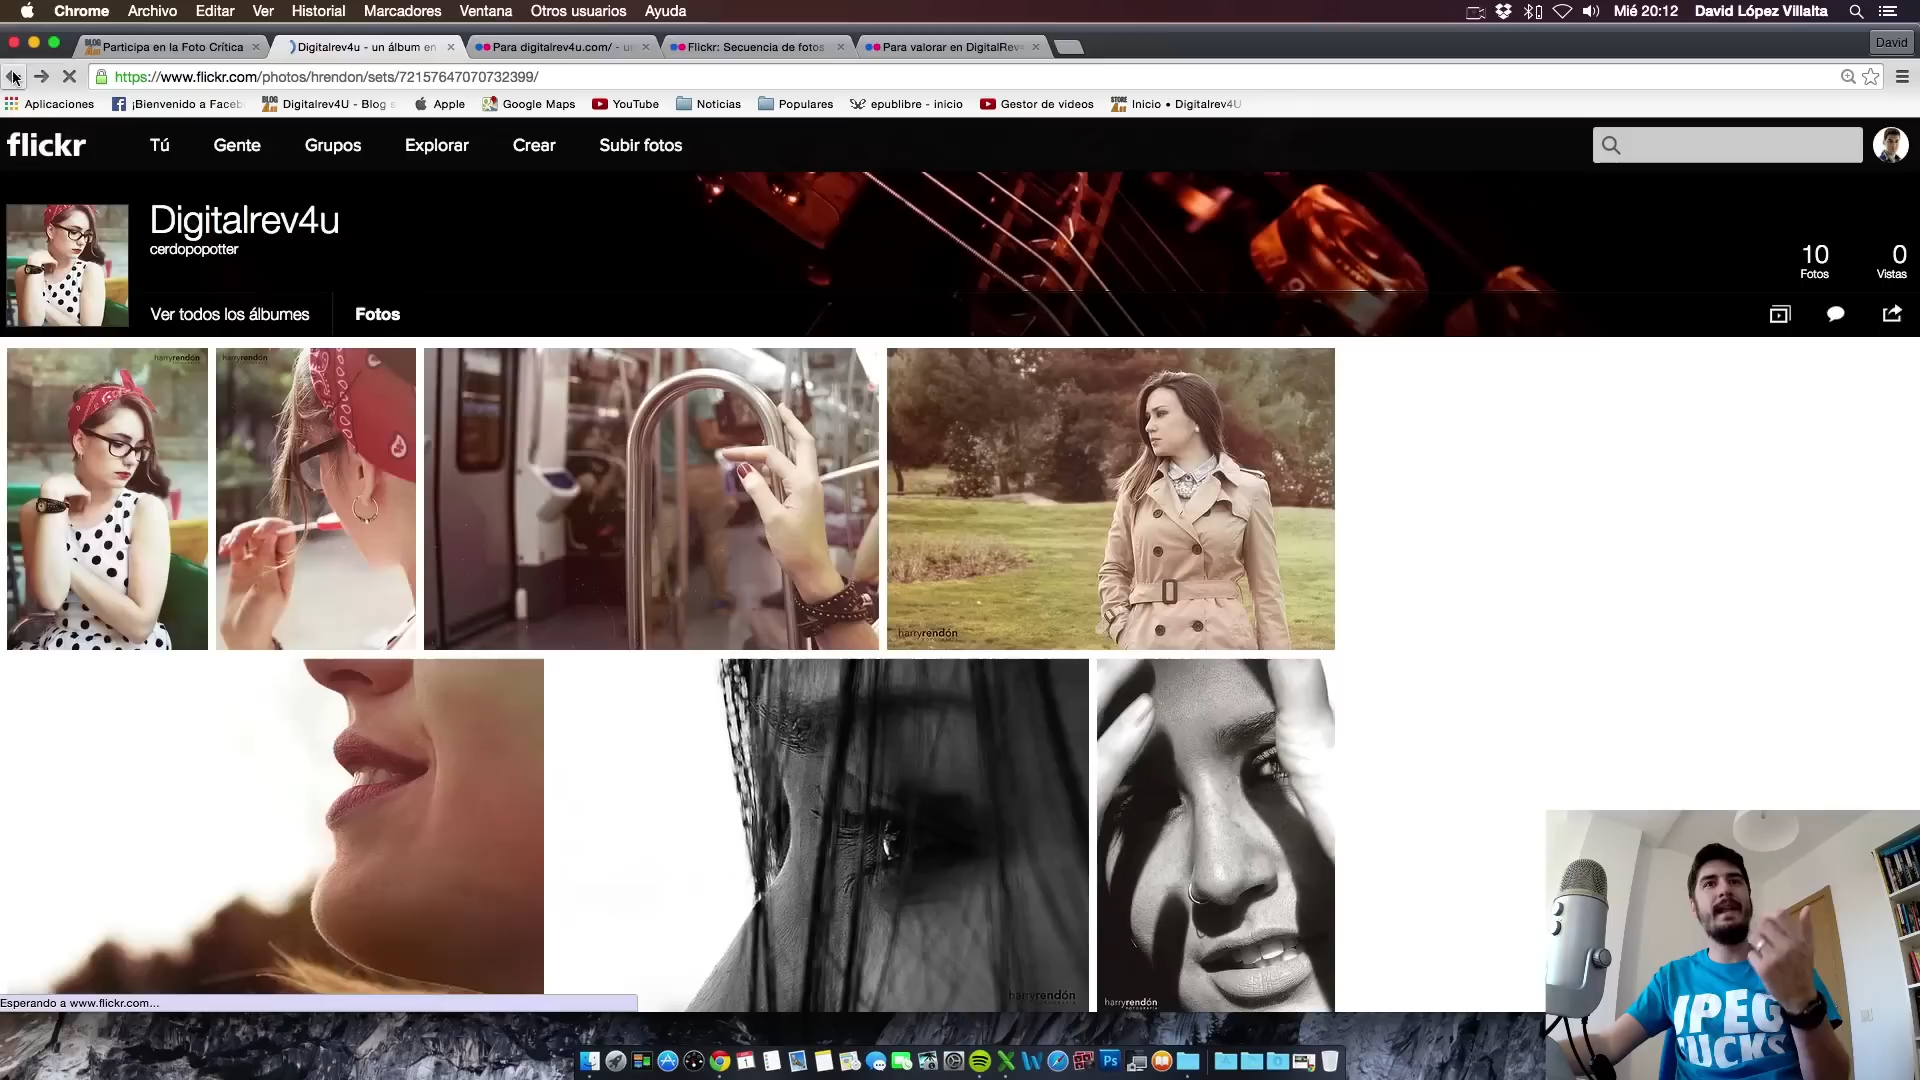 Chrome Archivo Editar Ver Historial Marcadores Ventana Otros usuarios Ayuda Mié 20:12 David López Villalta
Participa en la Foto Crítica Digitalrev4u - un álbum en Para digitalrev4u.com/ - Flickr: Secuencia de fotos Para valorar en DigitalRev David
https://www.flickr.com/photos/hrendon/sets/72157647070732399/
Aplicaciones ¡Bienvenido a Faceb Digitalrev4U - Blog Apple Google Maps YouTube Noticias Populares epublibre - inicio Gestor de videos Inicio • Digitalrev4U
flickr Tú Gente Grupos Explorar Crear Subir fotos
Digitalrev4u
cerdopopotter
10 0
Fotos Vistas
Ver todos los álbumes Fotos
harryrendón harryrendón
harryrendón
harryrendón
harryrendón
Esperando a www.flickr.com...
JPEG
SUCKS